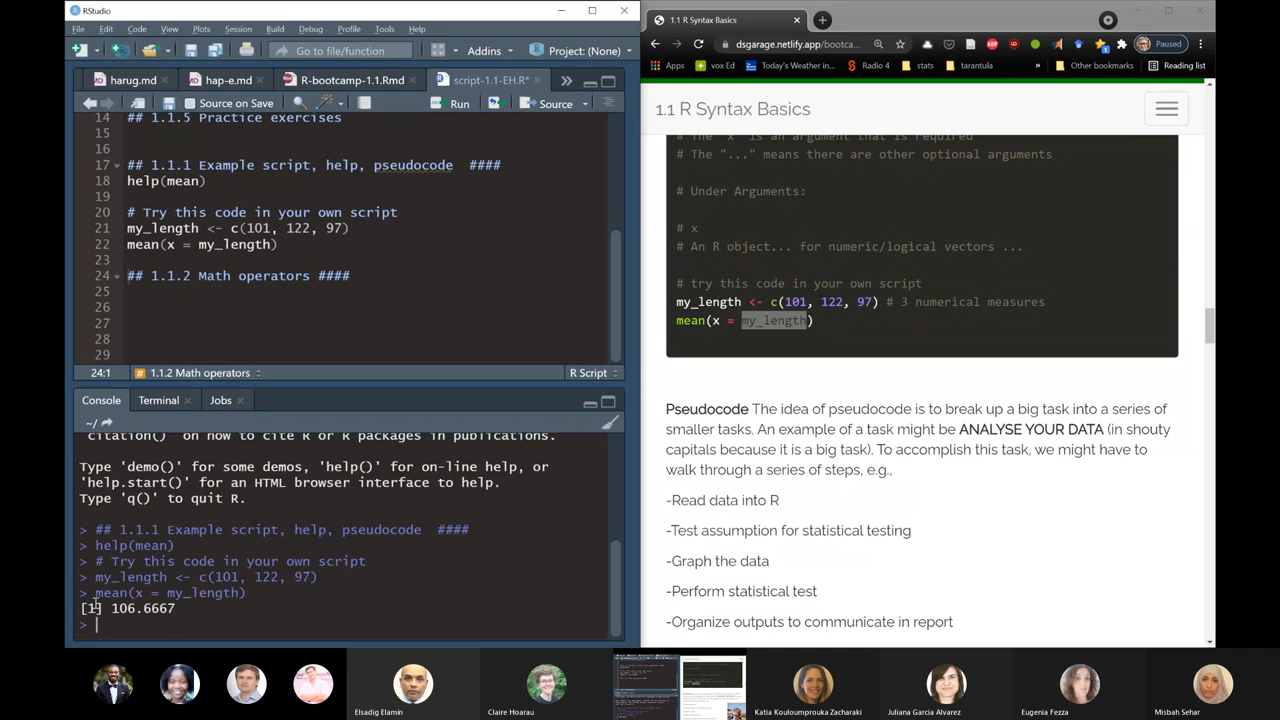 RStudio
File Edit Code View Plots Session Build Debug Profile Tools Help
Go to file/function
Addins
Project: (None)
harug.md
hap-e.md
R-bootcamp-1.1.Rmd
script-1.1-EH.R*
Source on Save
Run
Source
14 ## 1.1.5 Practice exercises
15
16
17 ## 1.1.1 Example script, help, pseudocode ####
18 help(mean)
19
20 # Try this code in your own script
21 my_length <- c(101, 122, 97)
22 mean(x = my_length)
23
24 ## 1.1.2 Math operators ####
25
26
27
28
29
24:1 # 1.1.2 Math operators
R Script
Console Terminal Jobs
~/
'citation()' on how to cite R or R packages in publications.
Type 'demo()' for some demos, 'help()' for on-line help, or
'help.start()' for an HTML browser interface to help.
Type 'q()' to quit R.
> ## 1.1.1 Example script, help, pseudocode ####
> help(mean)
> # Try this code in your own script
> my_length <- c(101, 122, 97)
> mean(x = my_length)
[1] 106.6667
>
1.1 R Syntax Basics
dsgarage.netlify.app/bootca...
Paused
Apps vox Ed Today's Weather in... Radio 4 stats tarantula » Other bookmarks Reading list
1.1 R Syntax Basics
# The "x" is an argument that is required
# The "..." means there are other optional arguments
# Under Arguments:
# x
# An R object... for numeric/logical vectors ...
# try this code in your own script
my_length <- c(101, 122, 97) # 3 numerical measures
mean(x = my_length)
Pseudocode The idea of pseudocode is to break up a big task into a series of
smaller tasks. An example of a task might be ANALYSE YOUR DATA (in shouty
capitals because it is a big task). To accomplish this task, we might have to
walk through a series of steps, e.g.,
-Read data into R
-Test assumption for statistical testing
-Graph the data
-Perform statistical test
-Organize outputs to communicate in report
Claire Hoarau
Katia Kouloumprouka Zacharaki
Juliana Garcia Alvarez
Eugenia Fezza
Misbah Sehar